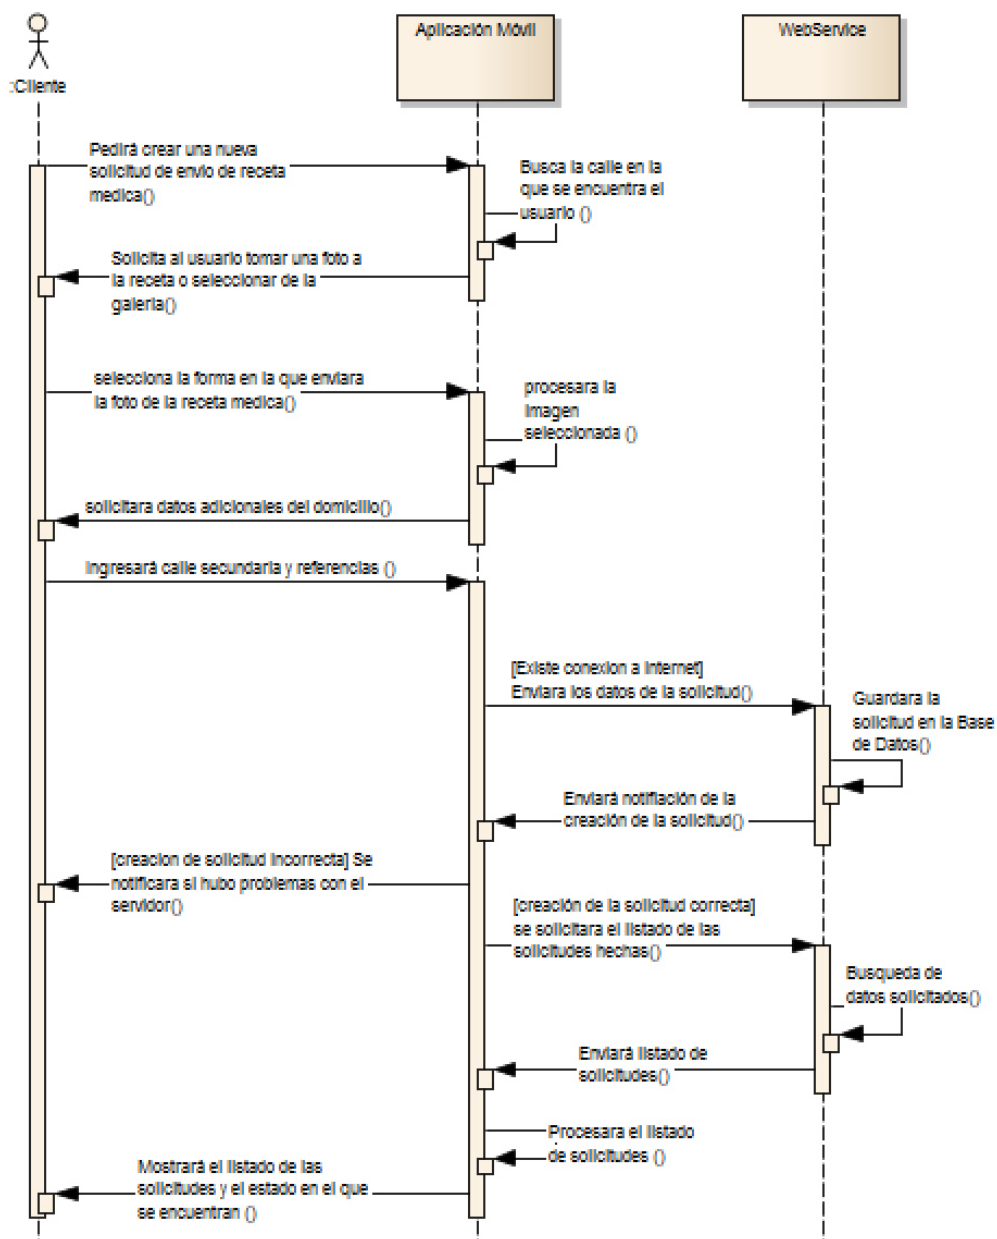 :Cliente
Aplicación Móvil
WebService
Pedirá crear una nueva
solicitud de envio de receta
medica()
Busca la calle en la
que se encuentra el
usuario ()
Solicita al usuario tomar una foto a
la receta o seleccionar de la
galeria()
selecciona la forma en la que enviara
la foto de la receta medica()
procesara la
imagen
seleccionada ()
solicitara datos adicionales del domicilio()
Ingresará calle secundaria y referencias ()
[Existe conexion a internet]
Enviara los datos de la solicitud()
Guardara la
solicitud en la Base
de Datos()
Enviará notifiación de la
creación de la solicitud()
[creacion de solicitud incorrecta] Se
notificara si hubo problemas con el
servidor()
[creación de la solicitud correcta]
se solicitara el listado de las
solicitudes hechas()
Busqueda de
datos solicitados()
Enviará listado de
solicitudes()
Procesara el listado
de solicitudes ()
Mostrará el listado de las
solicitudes y el estado en el que
se encuentran ()